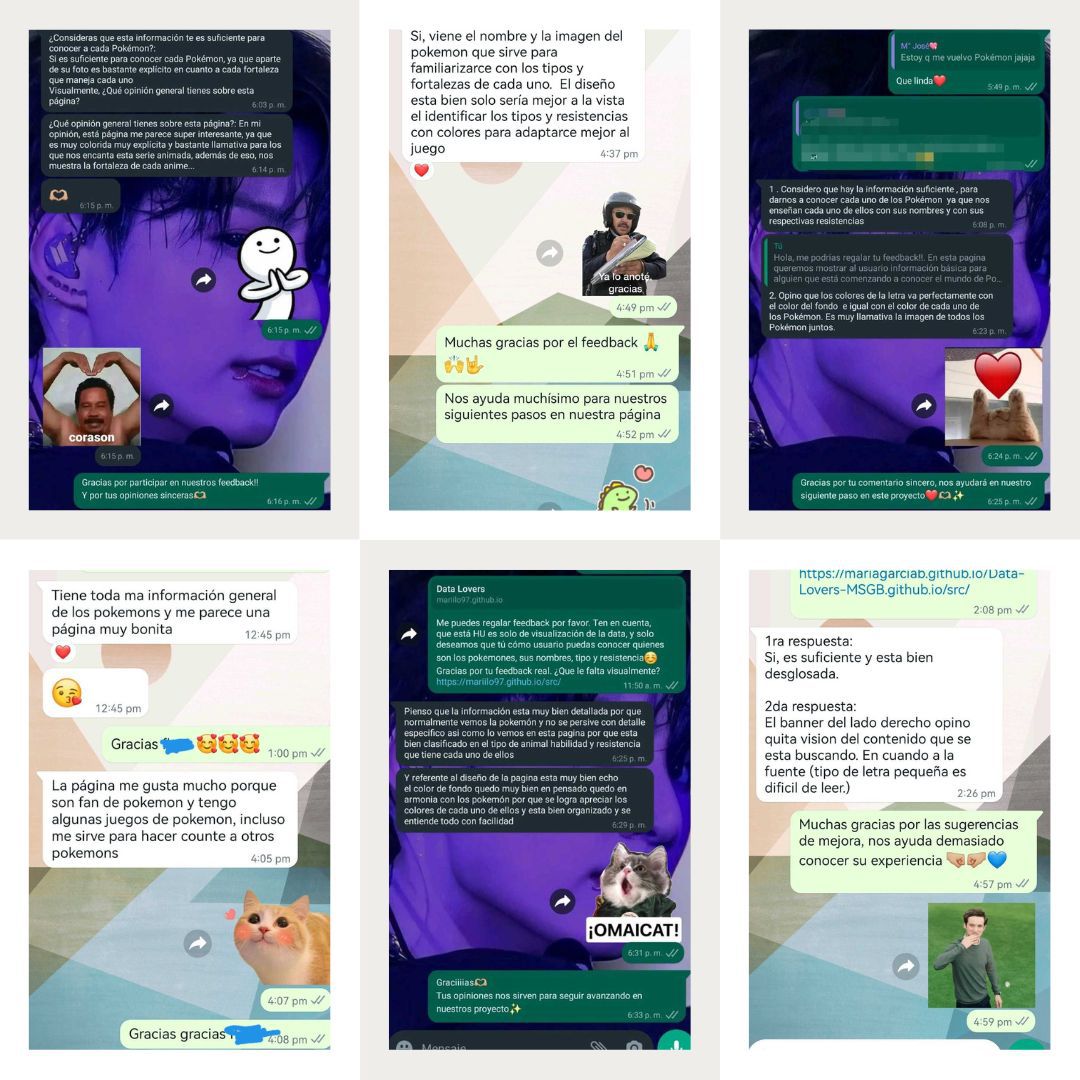 ¿Consideras que esta información te es suficiente para
conocer a cada Pokémon?:
Si es suficiente para conocer cada Pokémon, ya que aparte
de su foto es bastante explícito en cuanto a cada fortaleza
que maneja cada uno
Visualmente, ¿Qué opinión general tienes sobre esta
página?
6:03 p. m.
¿Qué opinión general tienes sobre esta página?: En mi
opinión, está página me parece super interesante, ya que
es muy colorida muy explícita y bastante llamativa para los
que nos encanta esta serie animada, además de eso, nos
muestra la fortaleza de cada anime...
6:14 p. m.
6:15 p. m.
6:15 p. m.
corason
6:15 p. m.
Gracias por participar en nuestros feedback!!
Y por tus opiniones sinceras🫶
6:16 p. m.
Si, viene el nombre y la imagen del
pokemon que sirve para
familiarizarce con los tipos y
fortalezas de cada uno. El diseño
esta bien solo sería mejor a la vista
el identificar los tipos y resistencias
con colores para adaptarce mejor al
juego
4:37 pm
Ya lo anoté,
gracias
4:49 pm
Muchas gracias por el feedback 🙏
🙌🤟
4:51 pm
Nos ayuda muchísimo para nuestros
siguientes pasos en nuestra página
4:52 pm
M° José💘
Estoy q me vuelvo Pokémon jajaja
Que linda❤️
5:49 p. m.
1 . Considero que hay la información suficiente , para
darnos a conocer cada uno de los Pokémon ya que nos
enseñan cada uno de ellos con sus nombres y con sus
respectivas resistencias
6:08 p. m.
Tú
Hola, me podrías regalar tu feedback!!. En esta pagina
queremos mostrar al usuario información básica para
alguien que está comenzando a conocer el mundo de Po...
2. Opino que los colores de la letra va perfectamente con
el color del fondo e igual con el color de cada uno de
los Pokémon. Es muy llamativa la imagen de todos los
Pokémon juntos.
6:23 p. m.
6:24 p. m.
Gracias por tu comentario sincero, nos ayudará en nuestro
siguiente paso en este proyecto❤️🫶✨
6:25 p. m.
Tiene toda ma información general
de los pokemons y me parece una
página muy bonita
12:45 pm
12:45 pm
Gracias 🥰🥰🥰
1:00 pm
La página me gusta mucho porque
son fan de pokemon y tengo
algunas juegos de pokemon, incluso
me sirve para hacer counte a otros
pokemons
4:05 pm
4:07 pm
Gracias gracias
4:08 pm
Data Lovers
mariilo97.github.io
Me puedes regalar feedback por favor. Ten en cuenta,
que está HU es solo de visualización de la data, y solo
deseamos que tú cómo usuario puedas conocer quienes
son los pokemones, sus nombres, tipo y resistencia☺️
Gracias por tu feedback real. ¿Que le falta visualmente?
https://mariilo97.github.io/src/
11:50 a. m.
Pienso que la información esta muy bien detallada por que
normalmente vemos la pokemón y no se persive con detalle
especifico asi como lo vemos en esta pagina por que esta
bien clasificado en el tipo de animal habilidad y resistencia
que tiene cada uno de ellos
6:25 p. m.
Y referente al diseño de la pagina esta muy bien echo
el color de fondo quedo muy bien en pensado quedo en
armonia con los pokemón por que se logra apreciar los
colores de cada uno de ellos y esta bien organizado y se
entiende todo con facilidad
6:29 p. m.
¡OMAICAT!
6:31 p. m.
Graciiiias🫶
Tus opiniones nos sirven para seguir avanzando en
nuestros proyecto✨
6:33 p. m.
Mensaje
https://mariagarciab.github.io/Data-
Lovers-MSGB.github.io/src/
2:08 pm
1ra respuesta:
Si, es suficiente y esta bien
desglosada.
2da respuesta:
El banner del lado derecho opino
quita vision del contenido que se
esta buscando. En cuando a la
fuente (tipo de letra pequeña es
dificil de leer.)
2:26 pm
Muchas gracias por las sugerencias
de mejora, nos ayuda demasiado
conocer su experiencia 🤜🤛💙
4:57 pm
4:59 pm